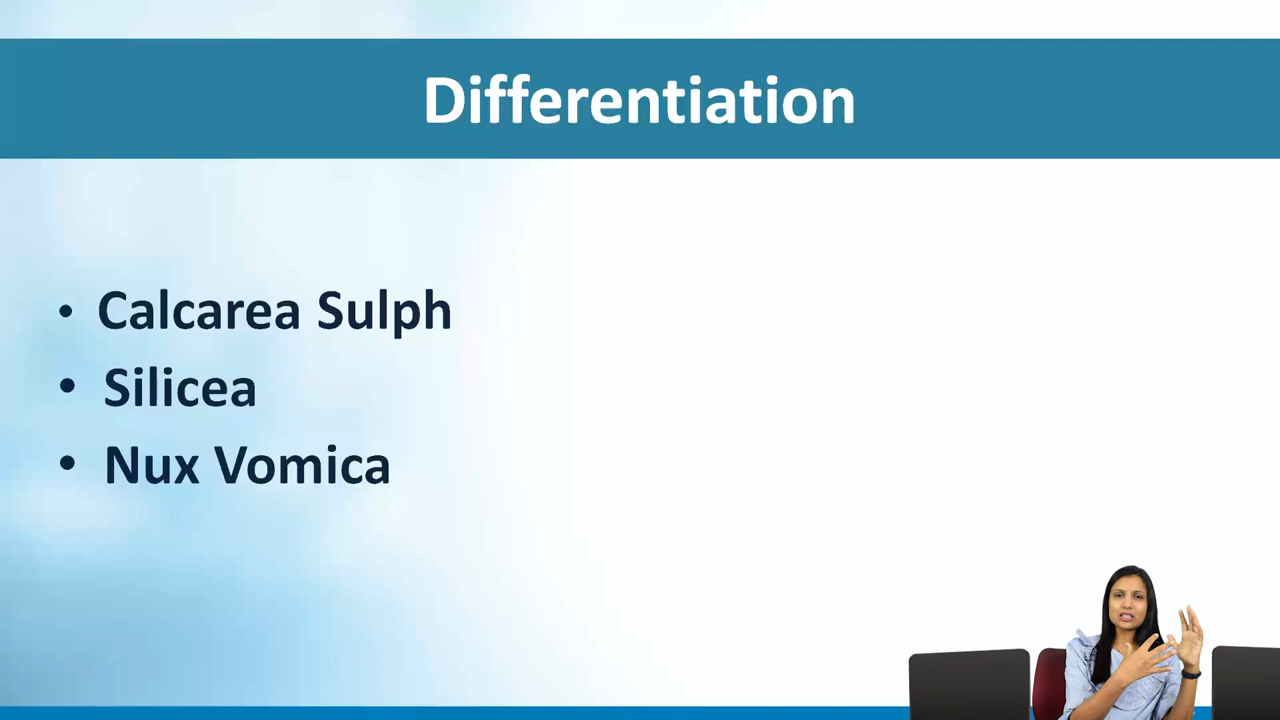 Differentiation
• Calcarea Sulph
• Silicea
• Nux Vomica